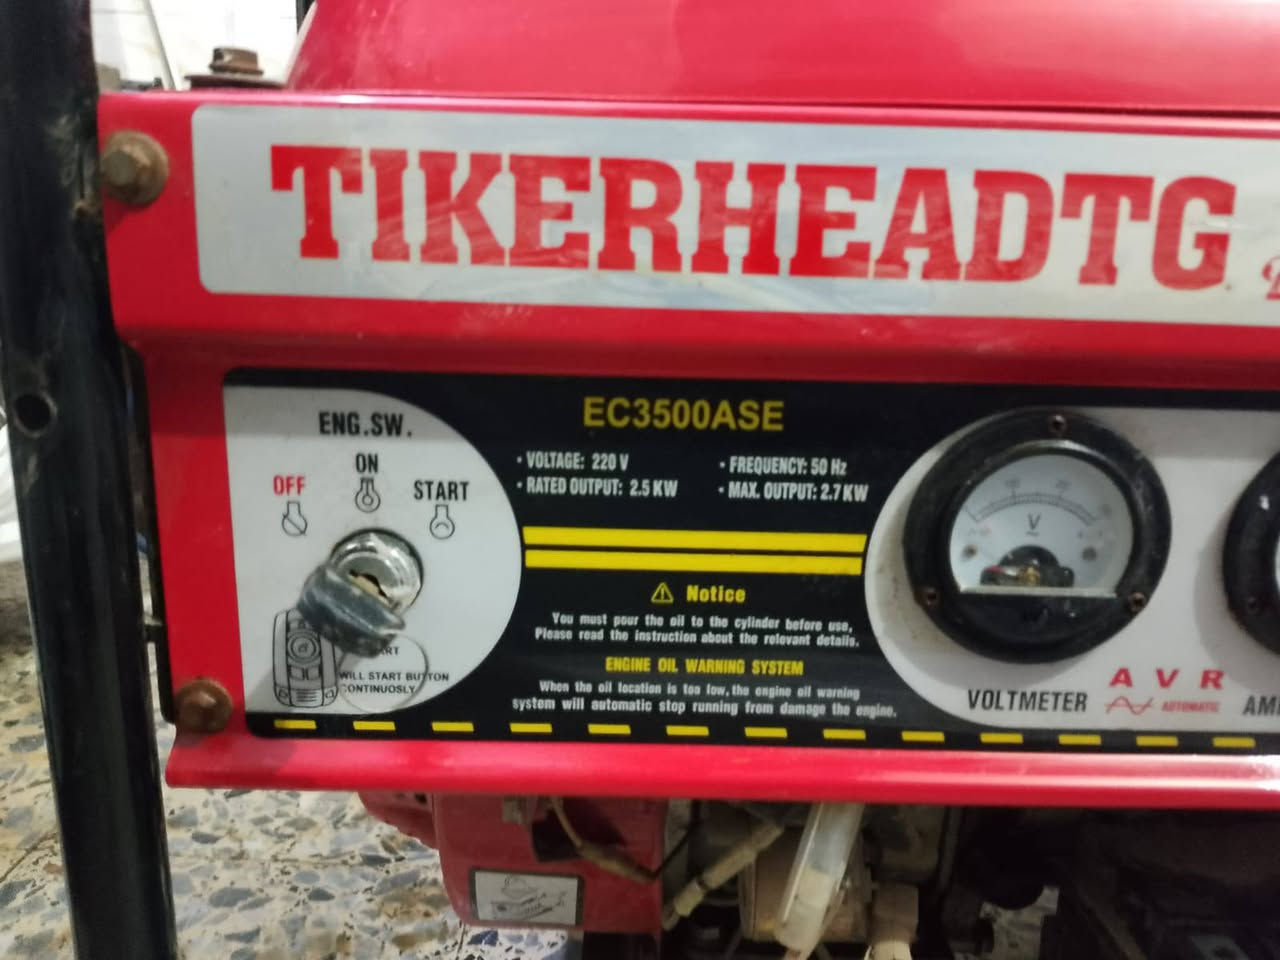 TIKERHEADTG
ENG.SW.
OFF
ON
START
EC3500ASE
· VOLTAGE: 220 V
· FREQUENCY: 50 Hz
· RATED OUTPUT: 2.5 KW
· MAX. OUTPUT: 2.7 KW
Notice
You must pour the oil to the cylinder before use,
Please read the instruction about the relevant details.
ENGINE OIL WARNING SYSTEM
When the oil location is too low, the engine oil warning
system will automatic stop running from damage the engine.
WILL START BUTTON
CONTINUOSLY
V
VOLTMETER
AVR
AUTOMATIC